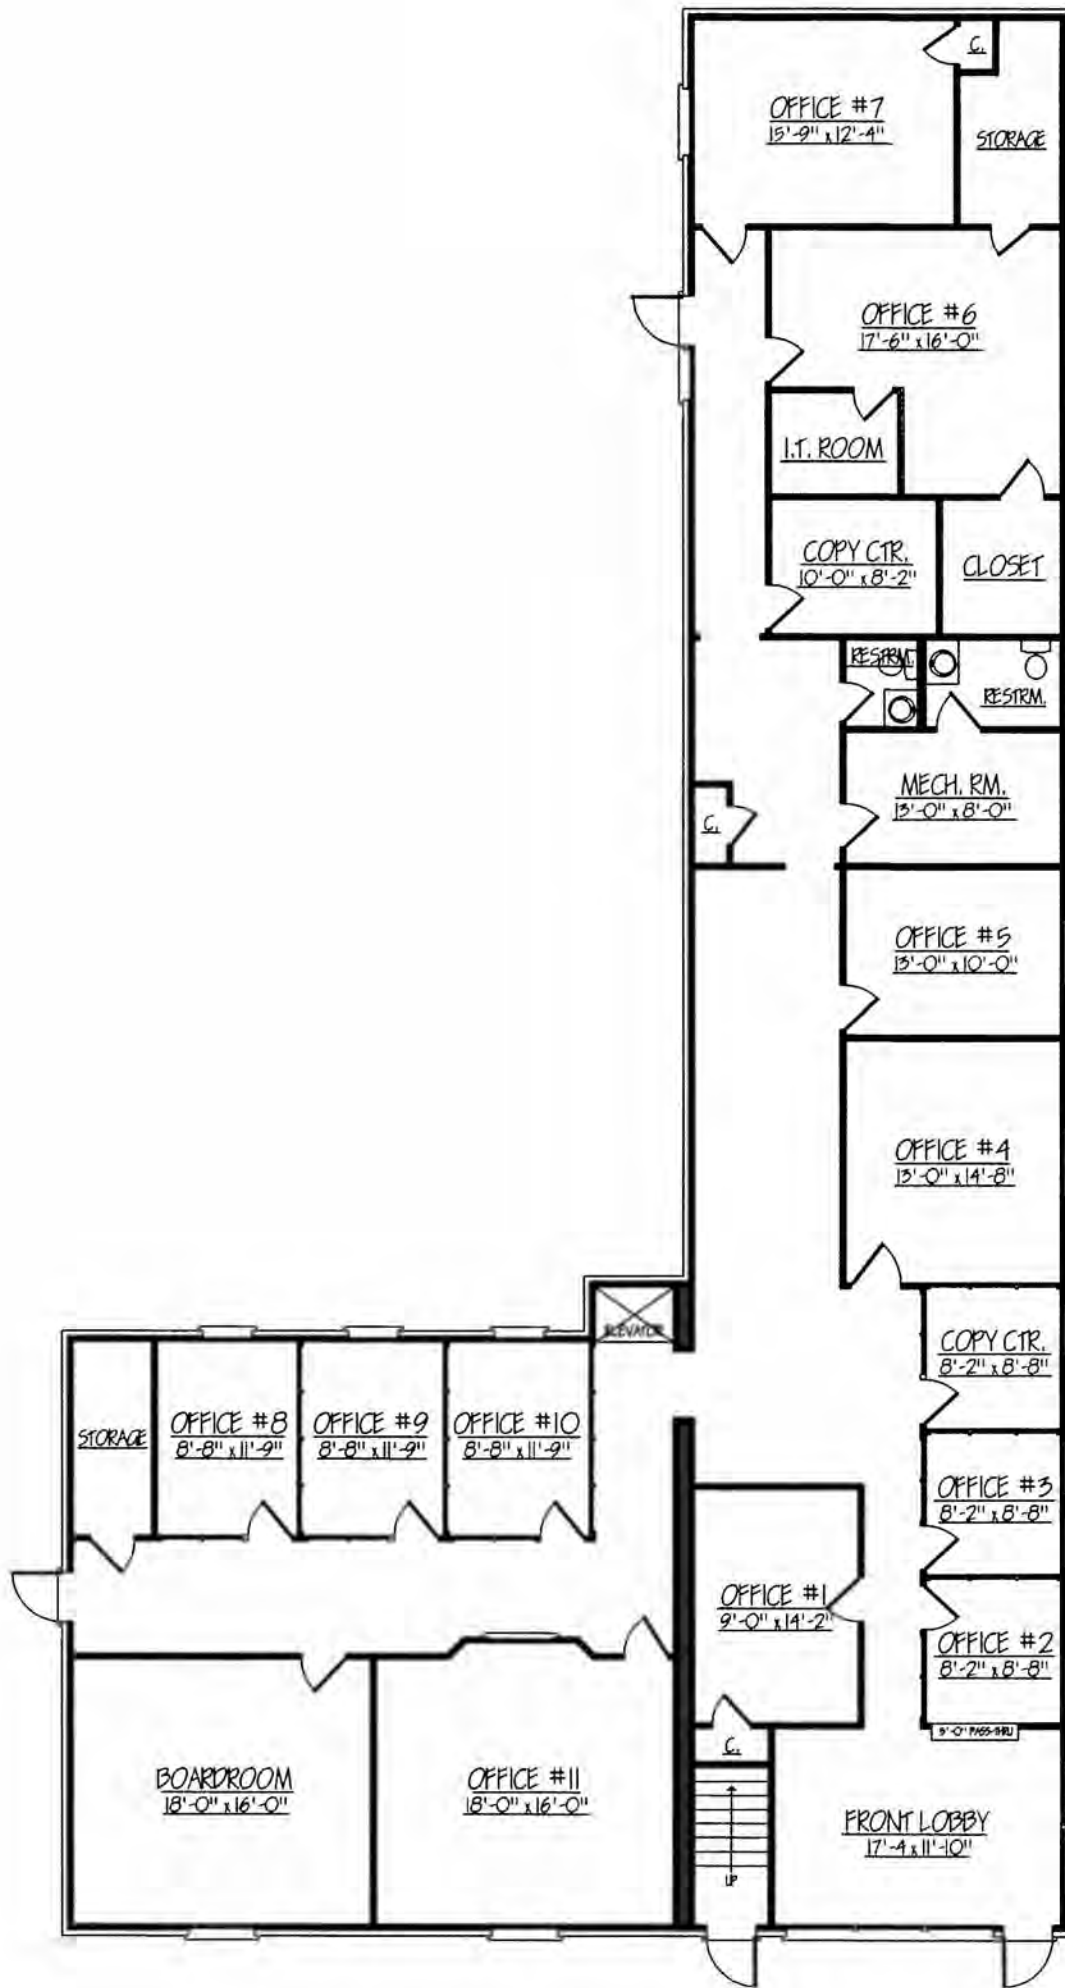 C.
OFFICE #7
15'-9" x 12'-4"
STORAGE
OFFICE #6
17'-6" x 16'-0"
I.T. ROOM
COPY CTR.
10'-0" x 8'-2"
CLOSET
RESTRM.
RESTRM.
MECH. RM.
13'-0" x 8'-0"
C.
OFFICE #5
13'-0" x 10'-0"
OFFICE #4
13'-0" x 14'-8"
ELEVATOR
COPY CTR.
8'-2" x 8'-8"
STORAGE
OFFICE #8
8'-8" x 11'-9"
OFFICE #9
8'-8" x 11'-9"
OFFICE #10
8'-8" x 11'-9"
OFFICE #3
8'-2" x 8'-8"
OFFICE #1
9'-0" x 14'-2"
OFFICE #2
8'-2" x 8'-8"
5'-0" PASS-THRU
C.
BOARDROOM
18'-0" x 16'-0"
OFFICE #11
18'-0" x 16'-0"
FRONT LOBBY
17'-4 x 11'-10"
UP